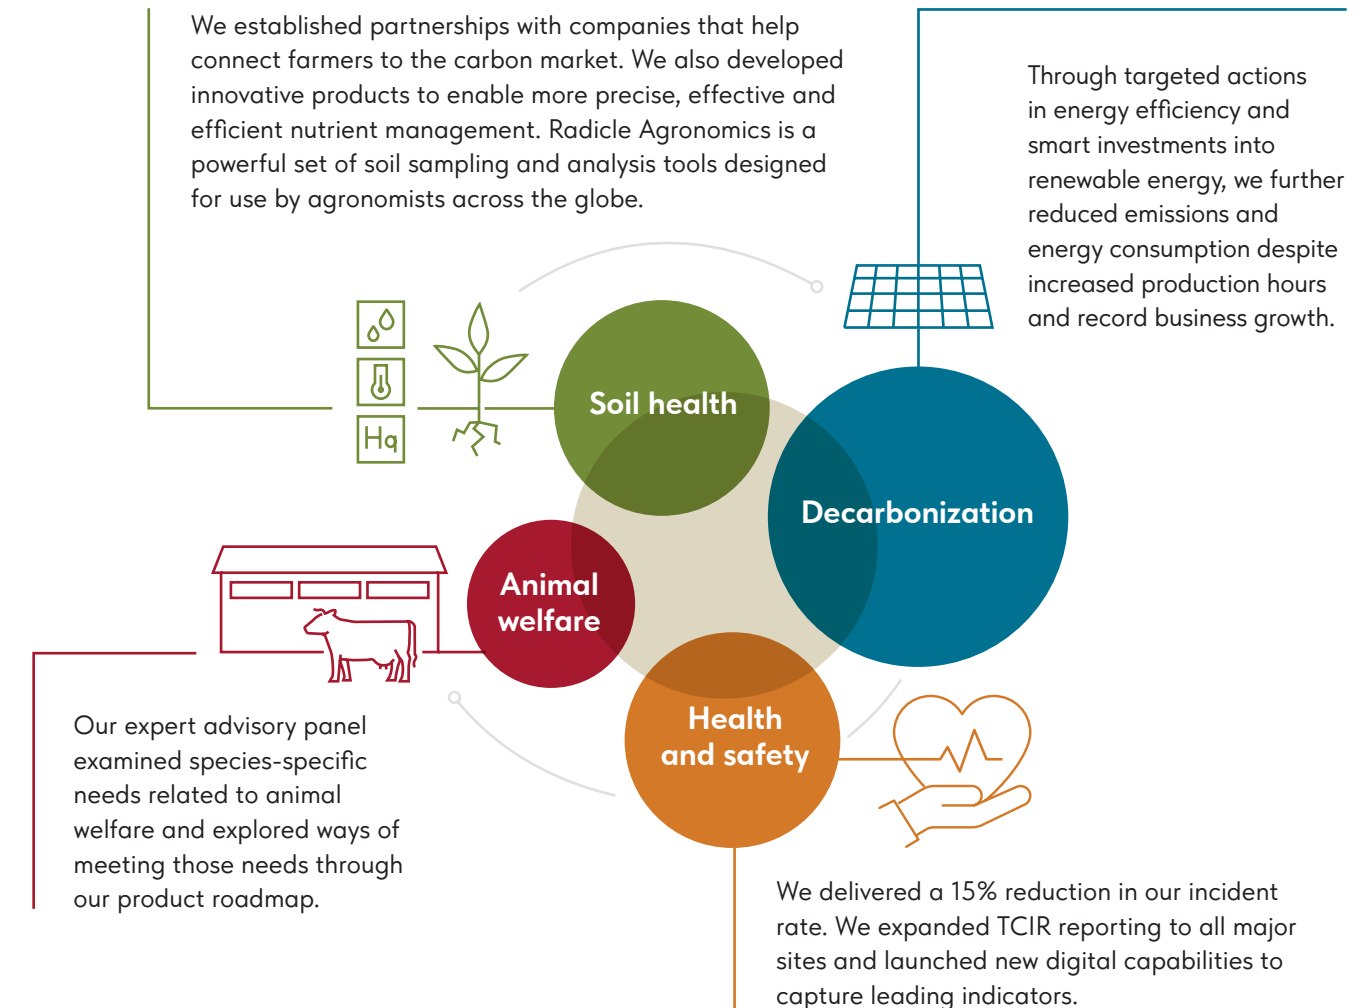 We established partnerships with companies that help
connect farmers to the carbon market. We also developed
innovative products to enable more precise, effective and
efficient nutrient management. Radicle Agronomics is a
powerful set of soil sampling and analysis tools designed
for use by agronomists across the globe.
Through targeted actions
in energy efficiency and
smart investments into
renewable energy, we further
reduced emissions and
energy consumption despite
increased production hours
and record business growth.
Hq
Soil health
Decarbonization
Animal
welfare
Health
and safety
Our expert advisory panel
examined species-specific
needs related to animal
welfare and explored ways of
meeting those needs through
our product roadmap.
We delivered a 15% reduction in our incident
rate. We expanded TCIR reporting to all major
sites and launched new digital capabilities to
capture leading indicators.